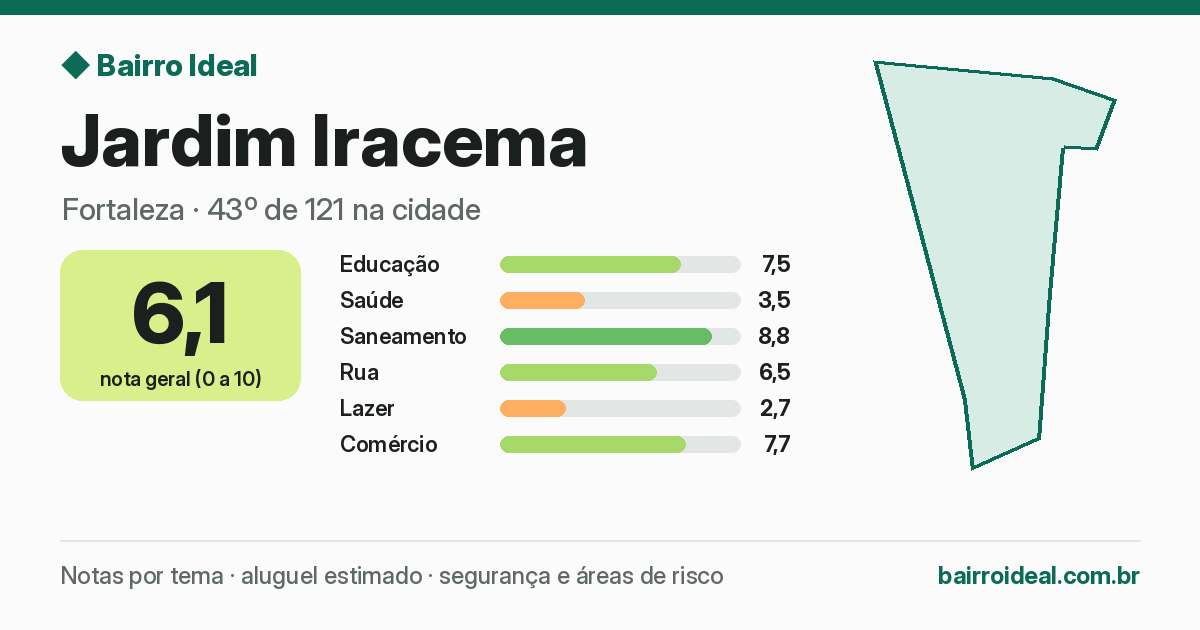 Bairro Ideal
Jardim Iracema
Fortaleza · 43º de 121 na cidade
6,1
nota geral (0 a 10)
Educação 7,5
Saúde 3,5
Saneamento 8,8
Rua 6,5
Lazer 2,7
Comércio 7,7
Notas por tema · aluguel estimado · segurança e áreas de risco
bairroideal.com.br